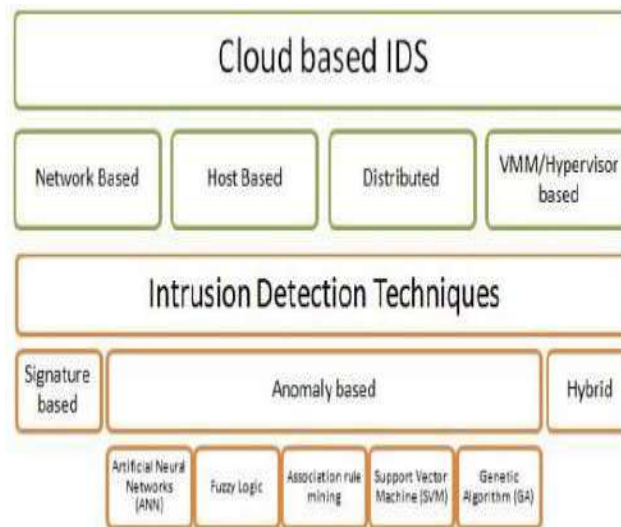 Cloud based IDS
Network Based
Host Based
Distributed
VMM/Hypervisor
based
Intrusion Detection Techniques
Signature
based
Anomaly based
Hybrid
Artificial Neural
Networks
(ANN)
Fuzzy Logic
Association rule
mining
Support Vector
Machine (SVM)
Genetic
Algorithm (GA)